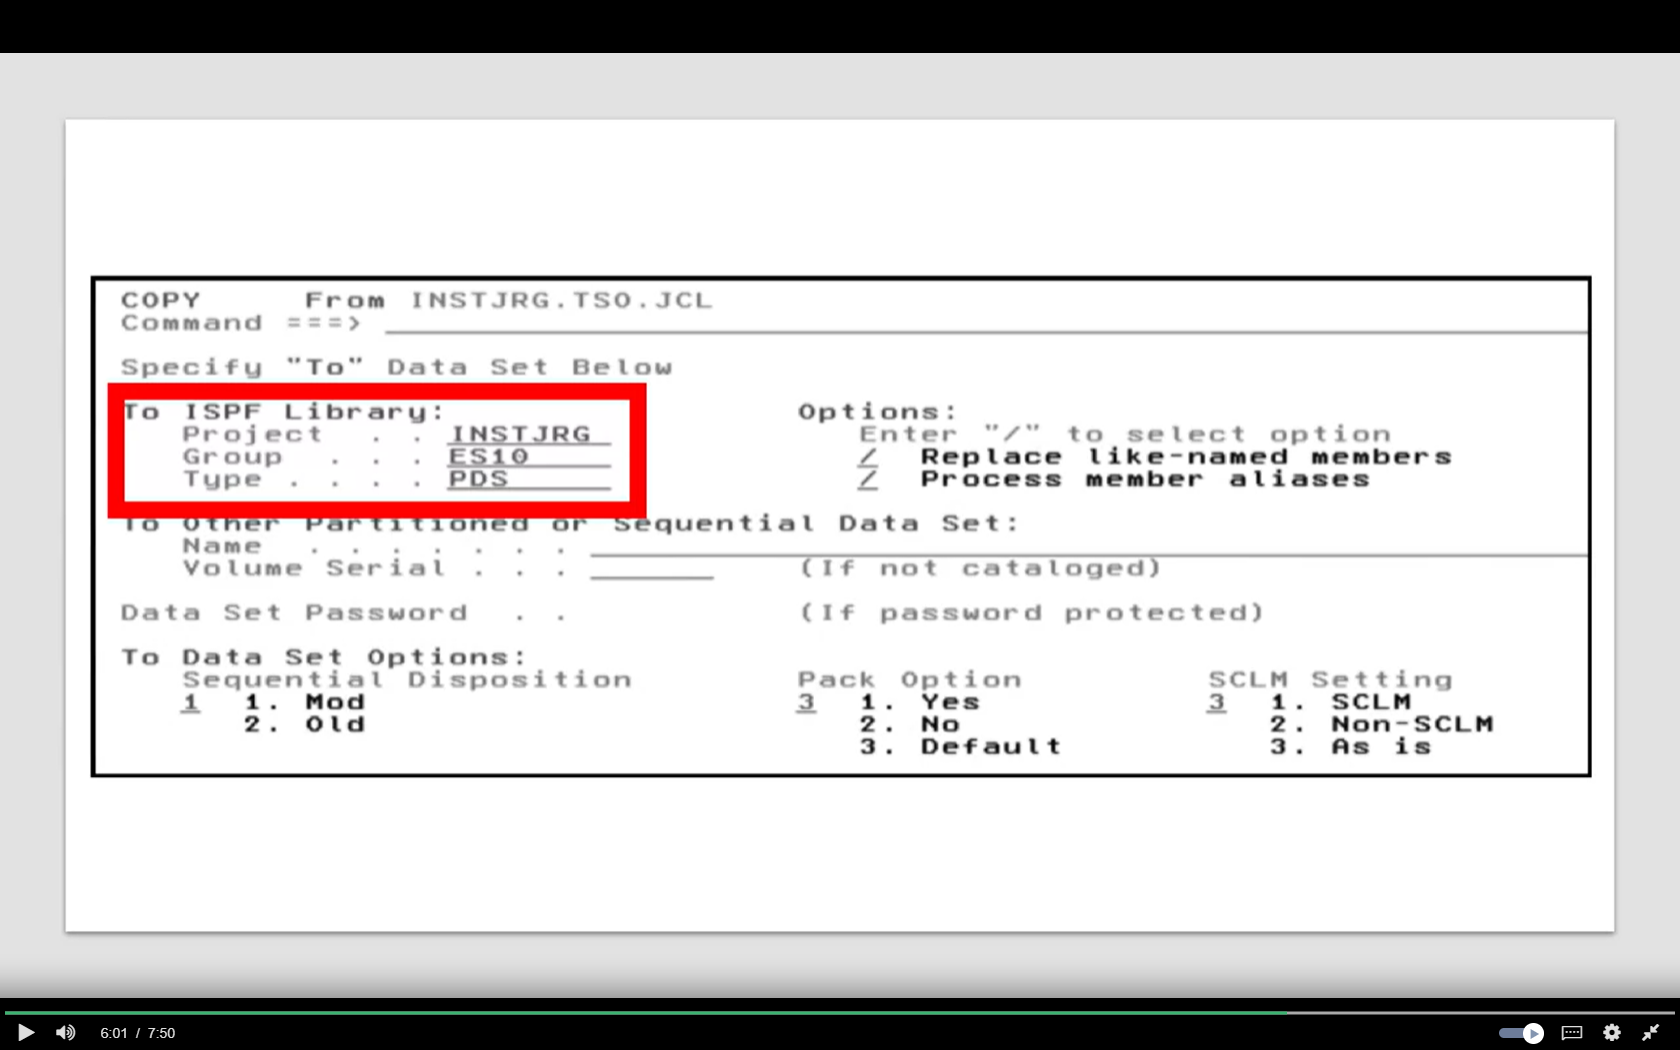 COPY From INSTJRG.TSO.JCL
Command ===>
Specify "To" Data Set Below
To ISPF Library: Options:
Project . . INSTJRG Enter "/" to select option
Group . . . ES10 / Replace like-named members
Type . . . . PDS / Process member aliases
To Other Partitioned or Sequential Data Set:
Name . . . . . . .
Volume Serial . . . (If not cataloged)
Data Set Password . . (If password protected)
To Data Set Options:
Sequential Disposition Pack Option SCLM Setting
1 1. Mod 3 1. Yes 3 1. SCLM
2. Old 2. No 2. Non-SCLM
3. Default 3. As is
6:01 / 7:50